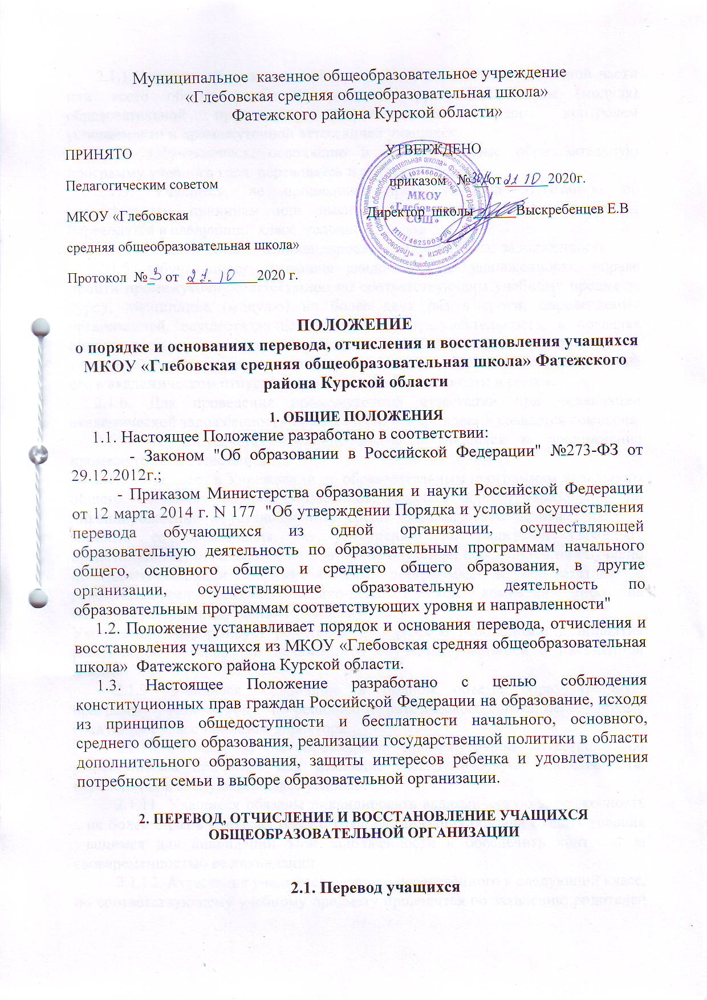 Муниципальное казенное общеобразовательное учреждение
«Глебовская средняя общеобразовательная школа»
Фатежского района Курской области»
ПРИНЯТО
УТВЕРЖДЕНО
Педагогическим советом
приказом № от 21 10 2020г.
МКОУ «Глебовская
Директор школы ______Выскребенцев Е.В
средняя общеобразовательная школа»
Протокол № 3 от 21. 10 2020 г.
МКОУ
«Глебовская
СОШ»
ПОЛОЖЕНИЕ
о порядке и основаниях перевода, отчисления и восстановления учащихся
МКОУ «Глебовская средняя общеобразовательная школа» Фатежского
района Курской области
1. ОБЩИЕ ПОЛОЖЕНИЯ
1.1. Настоящее Положение разработано в соответствии:
- Законом "Об образовании в Российской Федерации" №273-ФЗ от
29.12.2012г.;
- Приказом Министерства образования и науки Российской Федерации
от 12 марта 2014 г. N 177 "Об утверждении Порядка и условий осуществления
перевода обучающихся из одной организации, осуществляющей
образовательную деятельность по образовательным программам начального
общего, основного общего и среднего общего образования, в другие
организации, осуществляющие образовательную деятельность по
образовательным программам соответствующих уровня и направленности"
1.2. Положение устанавливает порядок и основания перевода, отчисления и
восстановления учащихся из МКОУ «Глебовская средняя общеобразовательная
школа» Фатежского района Курской области.
1.3. Настоящее Положение разработано с целью соблюдения
конституционных прав граждан Российской Федерации на образование, исходя
из принципов общедоступности и бесплатности начального, основного,
среднего общего образования, реализации государственной политики в области
дополнительного образования, защиты интересов ребенка и удовлетворения
потребности семьи в выборе образовательной организации.
2. ПЕРЕВОД, ОТЧИСЛЕНИЕ И ВОССТАНОВЛЕНИЕ УЧАЩИХСЯ
ОБЩЕОБРАЗОВАТЕЛЬНОЙ ОРГАНИЗАЦИИ
2.1. Перевод учащихся